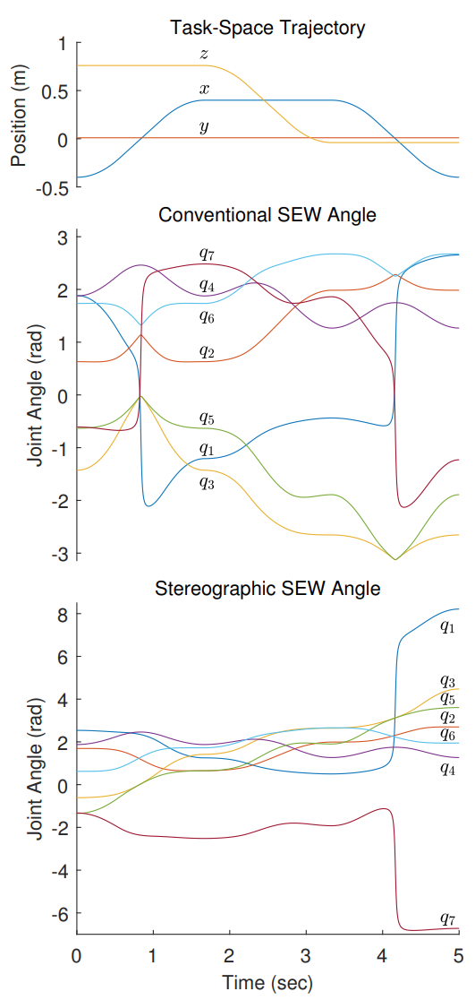 Task-Space Trajectory
Position (m)
1
0.5
0
-0.5
z
x
y
Conventional SEW Angle
Joint Angle (rad)
3
2
1
0
-1
-2
-3
q7
q4
q6
q2
q5
q1
q3
Stereographic SEW Angle
Joint Angle (rad)
8
6
4
2
0
-2
-4
-6
q1
q3
q5
q2
q6
q4
q7
0 1 2 3 4 5
Time (sec)